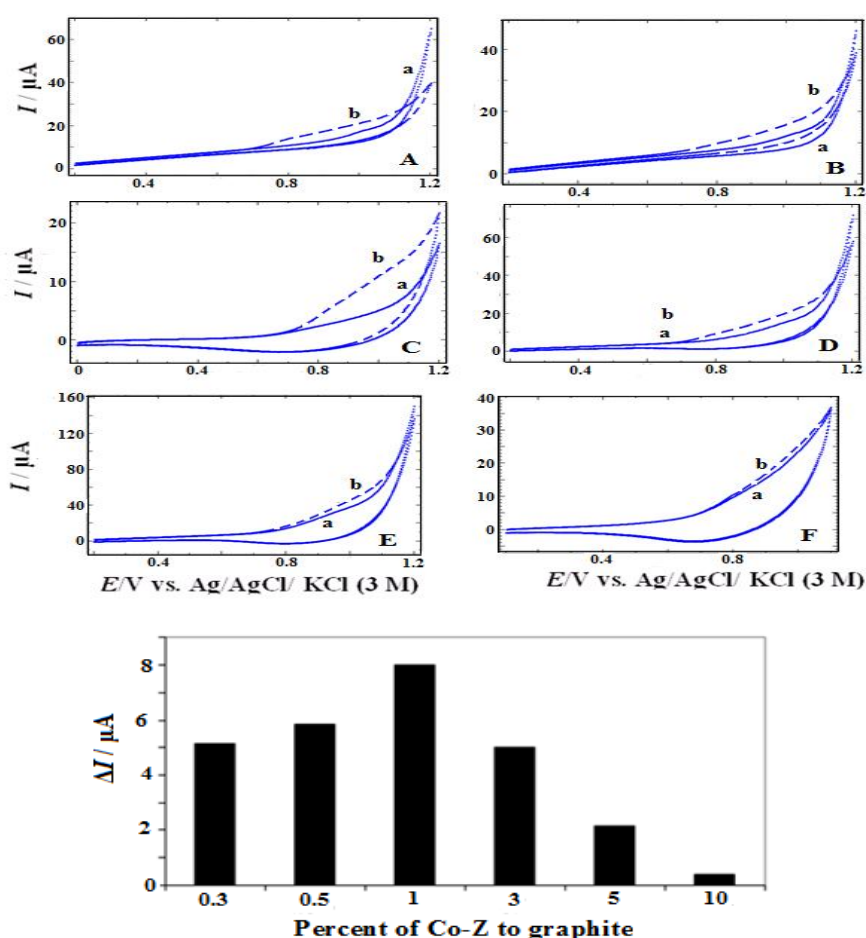 60
40
20
0
I / µA
a
b
A
0.4
0.8
1.2
40
20
0
b
a
B
0.4
0.8
1.2
20
10
0
I / µA
b
a
C
0
0.4
0.8
1.2
60
40
20
0
b
a
D
0.4
0.8
1.2
160
120
80
40
0
I / µA
b
a
E
0.4
0.8
1.2
40
30
20
10
0
b
a
F
0.4
0.8
E/V vs. Ag/AgCl/ KCl (3 M)
E/V vs. Ag/AgCl/ KCl (3 M)
8
6
4
2
0
ΔI / µA
0.3 0.5 1 3 5 10
Percent of Co-Z to graphite